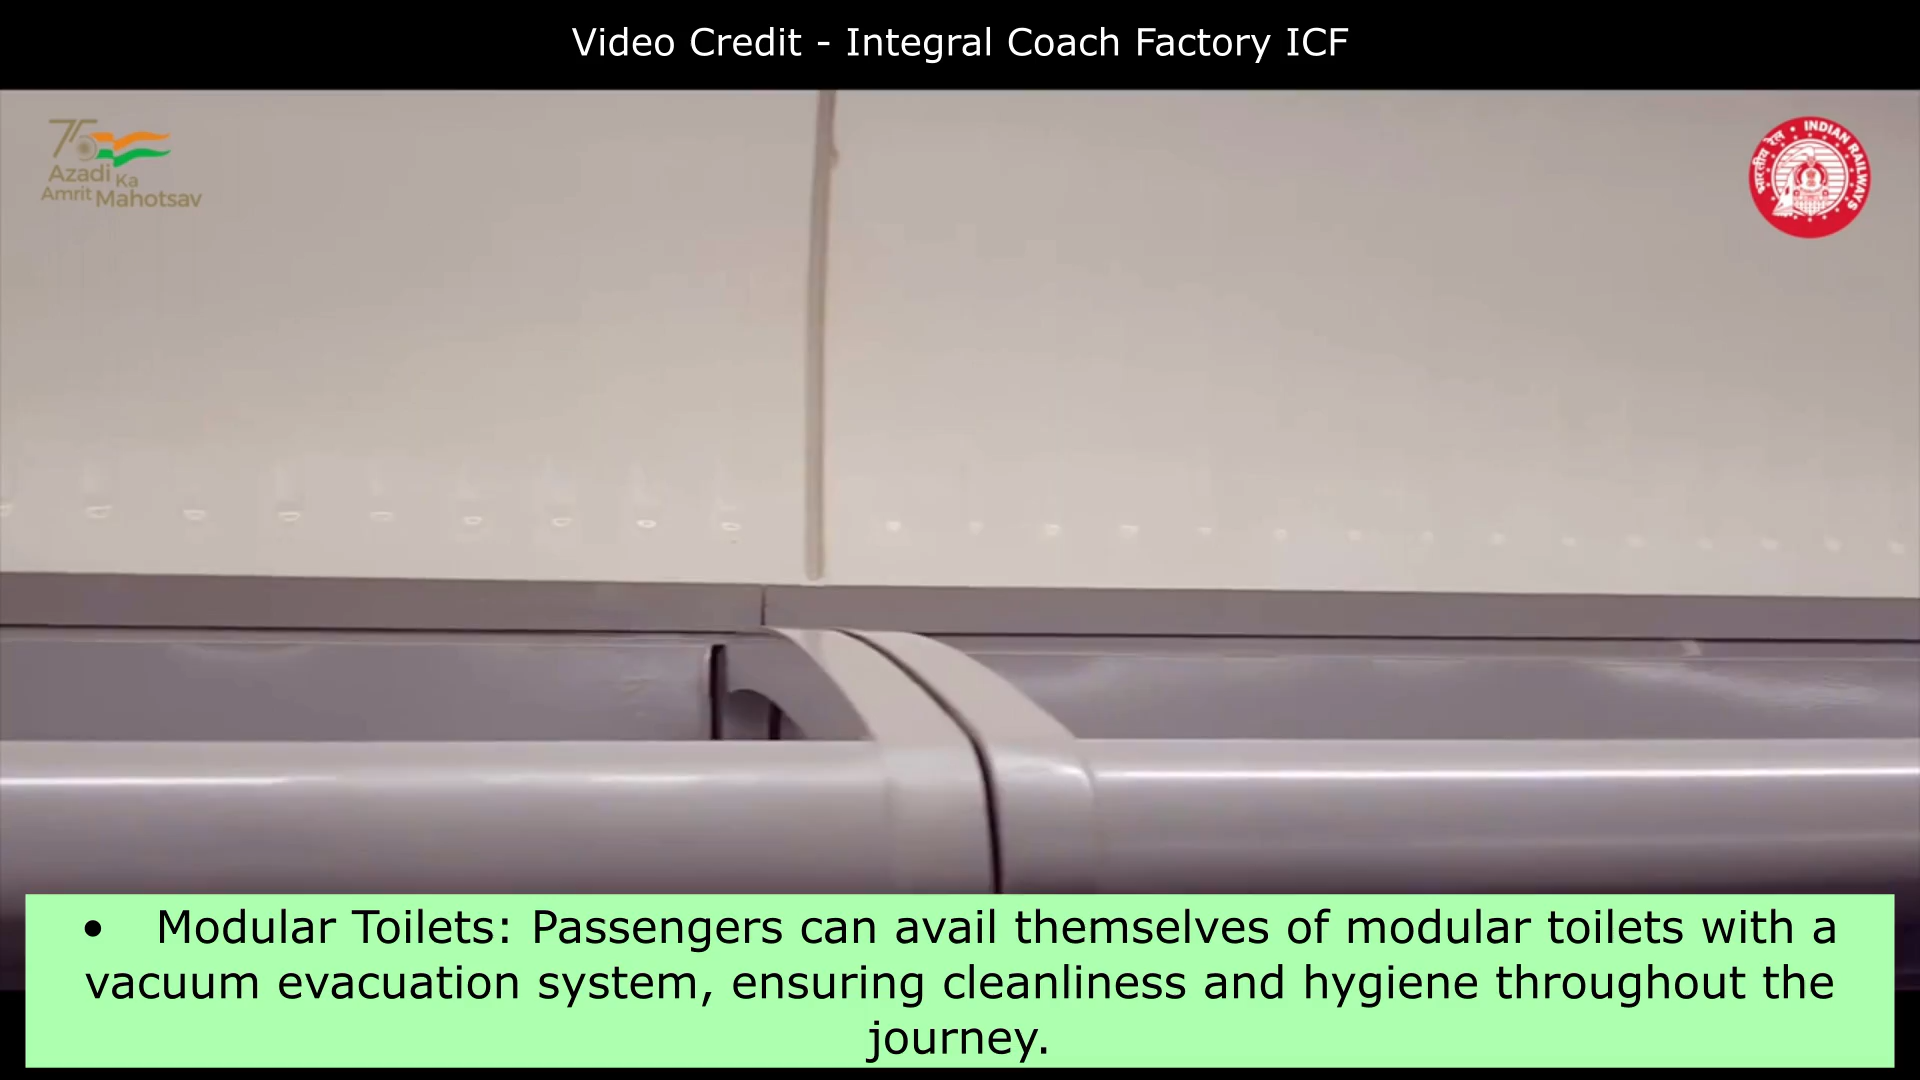 Video Credit - Integral Coach Factory ICF
75
Azadi Ka
Amrit Mahotsav
भारतीय रेल
INDIAN RAILWAYS
• Modular Toilets: Passengers can avail themselves of modular toilets with a
vacuum evacuation system, ensuring cleanliness and hygiene throughout the
journey.